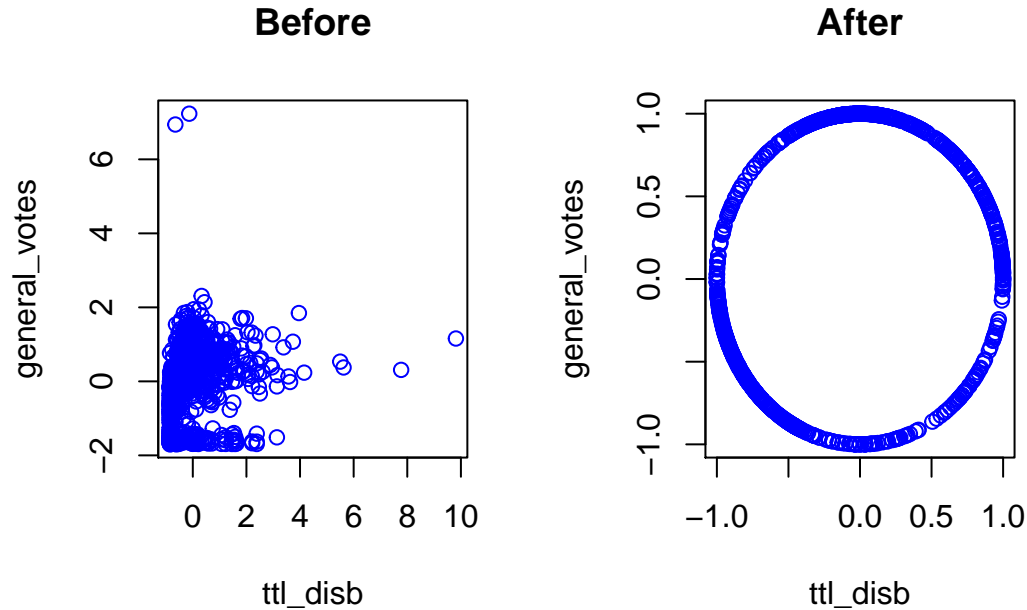 Before
general_votes
−2 0 2 4 6
0 2 4 6 8 10
ttl_disb
After
general_votes
−1.0 0.0 0.5 1.0
−1.0 0.0 0.5 1.0
ttl_disb